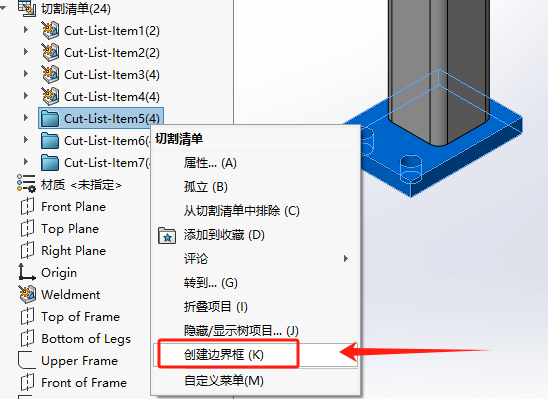 切割清单(24)
Cut-List-Item1(2)
Cut-List-Item2(2)
Cut-List-Item3(4)
Cut-List-Item4(4)
Cut-List-Item5(4)
Cut-List-Item6(4
Cut-List-Item7(4
材质 <未指定>
Front Plane
Top Plane
Right Plane
Origin
Weldment
Top of Frame
Bottom of Legs
Upper Frame
Front of Frame
切割清单
属性... (A)
孤立 (B)
从切割清单中排除 (C)
添加到收藏 (D)
评论
转到... (G)
折叠项目 (I)
隐藏/显示树项目... (J)
创建边界框 (K)
自定义菜单(M)